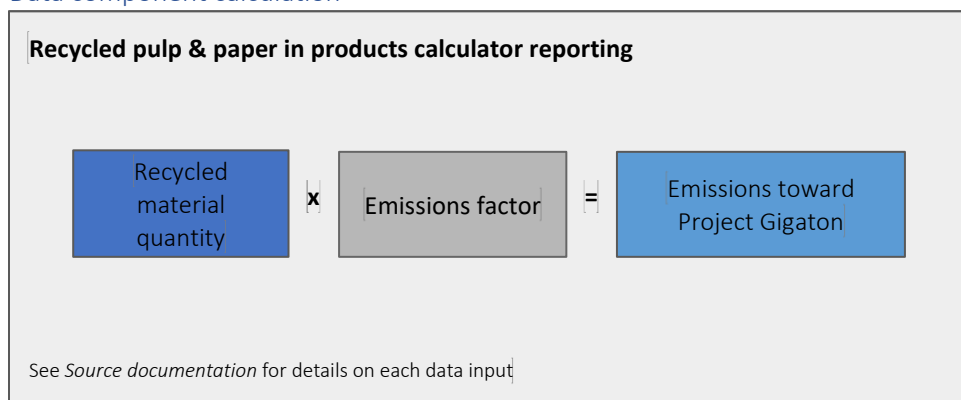 Data component calculation
Recycled pulp & paper in products calculator reporting
Recycled
material
quantity
x
Emissions factor
=
Emissions toward
Project Gigaton
See Source documentation for details on each data input